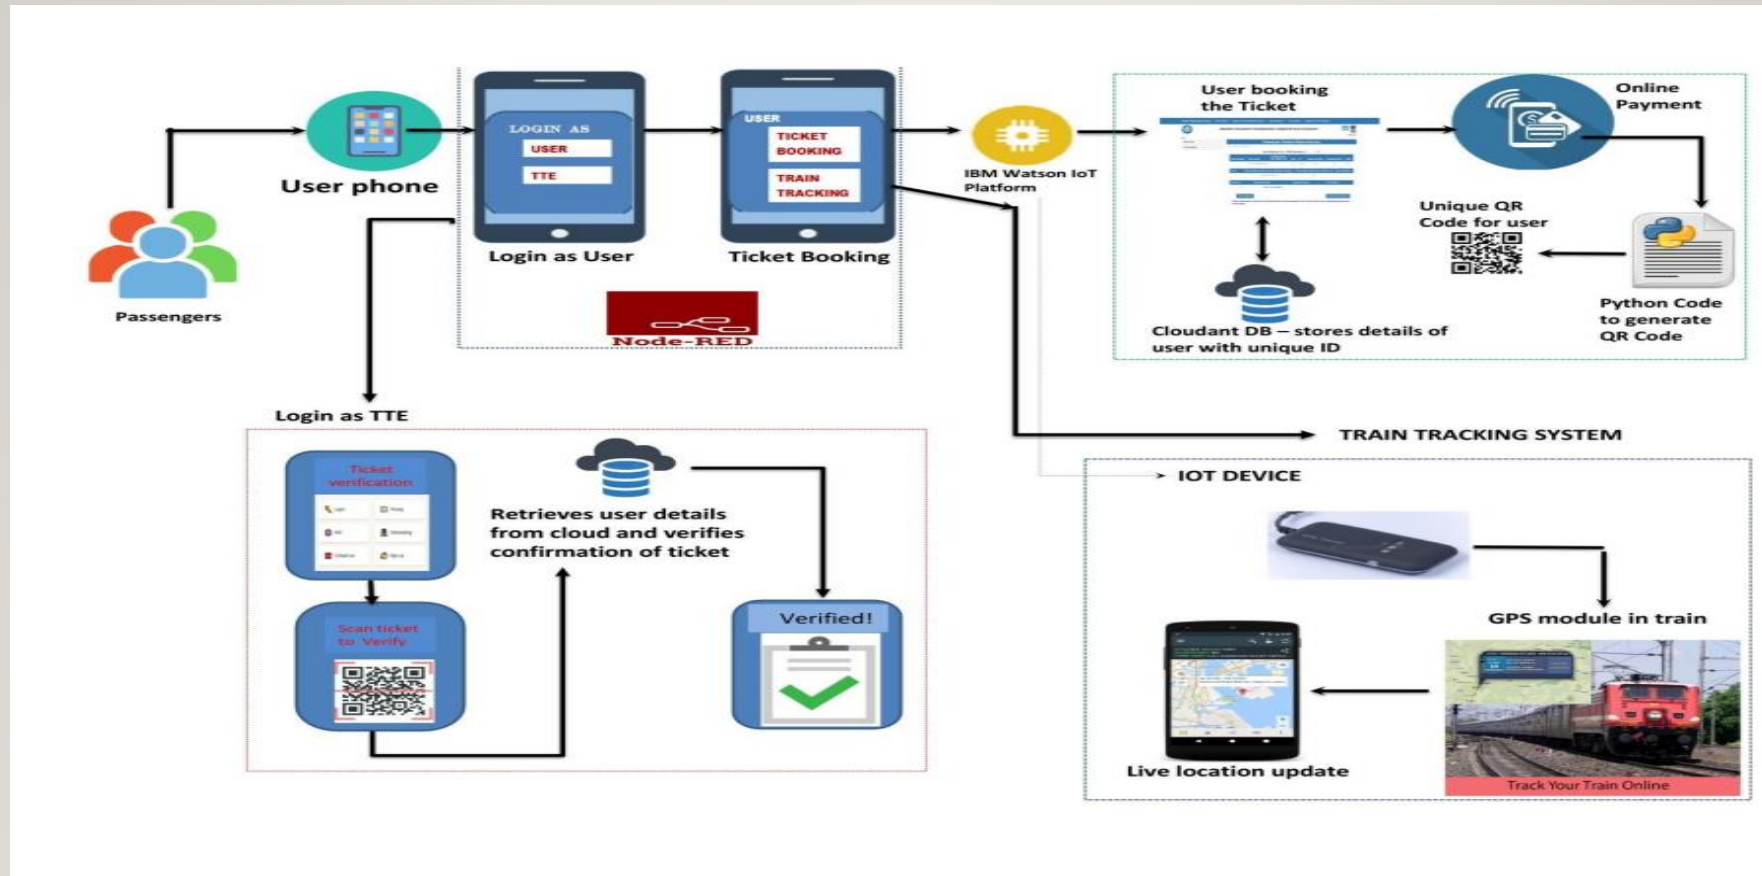 LOGIN AS
USER
TTE
USER
TICKET
BOOKING
TRAIN
TRACKING
User phone
Login as User
Ticket Booking
Passengers
Node-RED
IBM Watson IoT
Platform
User booking
the Ticket
Online
Payment
Unique QR
Code for user
Python Code
to generate
QR Code
Cloudant DB – stores details of
user with unique ID
Login as TTE
Ticket
verification
Scan ticket
to Verify
Retrieves user details
from cloud and verifies
confirmation of ticket
Verified!
TRAIN TRACKING SYSTEM
IOT DEVICE
GPS module in train
Live location update
Track Your Train Online